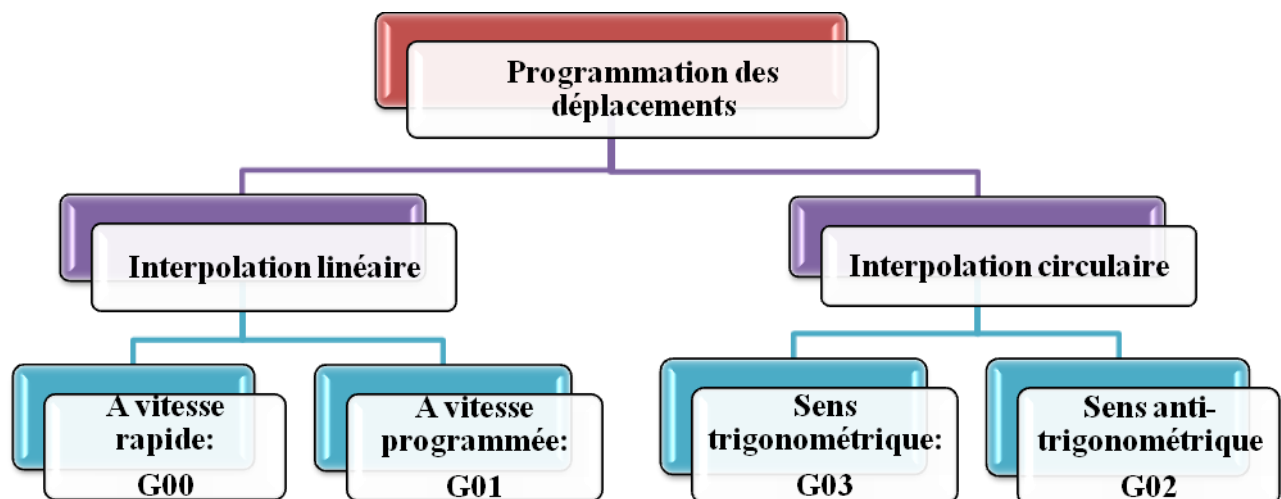 Programmation des
déplacements
Interpolation linéaire
Interpolation circulaire
A vitesse
rapide:
G00
A vitesse
programmée:
G01
Sens
trigonométrique:
G03
Sens anti-
trigonométrique
G02